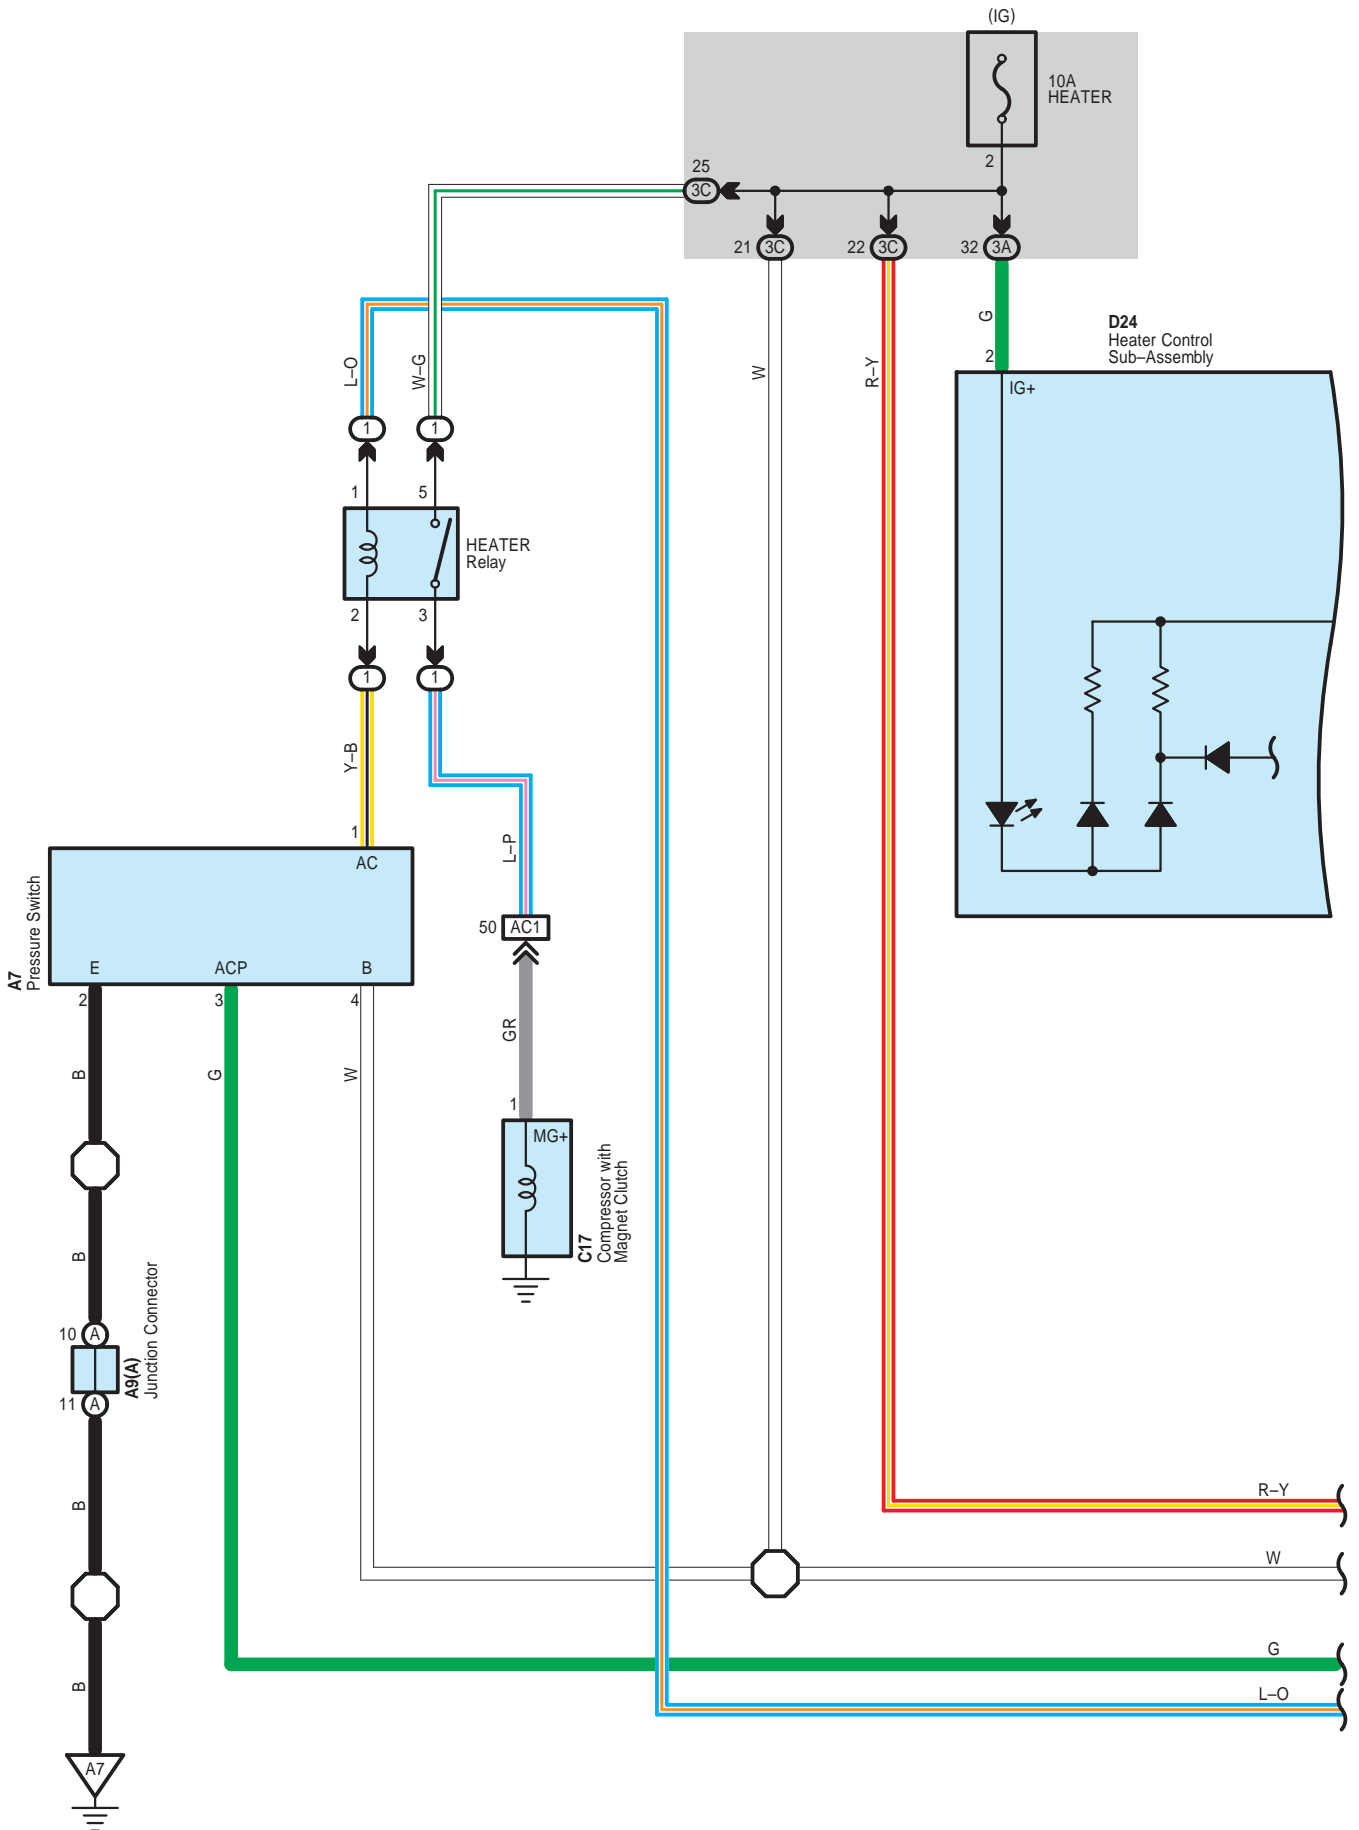 (IG)
10A
HEATER
2
25
3C
21 3C
22 3C
32 3A
G
2
D24
Heater Control
Sub–Assembly
IG+
L–O
W–G
W
R–Y
1
1
1
5
HEATER
Relay
2
3
1
1
Y–B
L–P
1
AC
A7
Pressure Switch
E
ACP
B
2
3
4
50 AC1
GR
1
MG+
C17
Compressor with
Magnet Clutch
B
G
W
B
10 A
A9(A)
Junction Connector
11 A
B
R–Y
W
G
B
L–O
A7